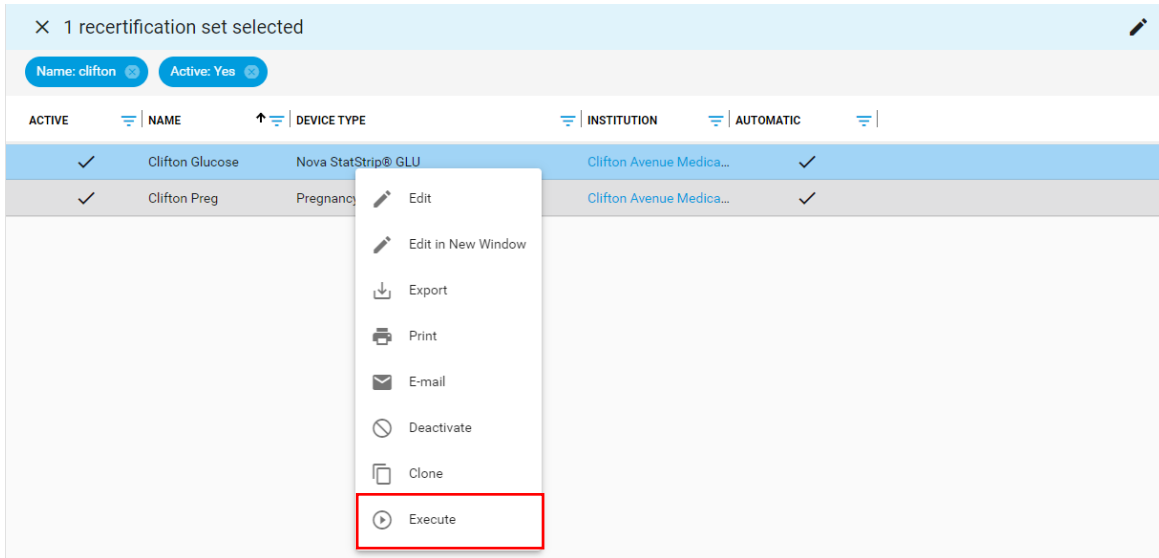 1 recertification set selected
Name: clifton Active: Yes
ACTIVE NAME DEVICE TYPE INSTITUTION AUTOMATIC
Clifton Glucose Nova StatStrip® GLU Clifton Avenue Medica...
Clifton Preg Pregnancy Clifton Avenue Medica...
Edit
Edit in New Window
Export
Print
E-mail
Deactivate
Clone
Execute